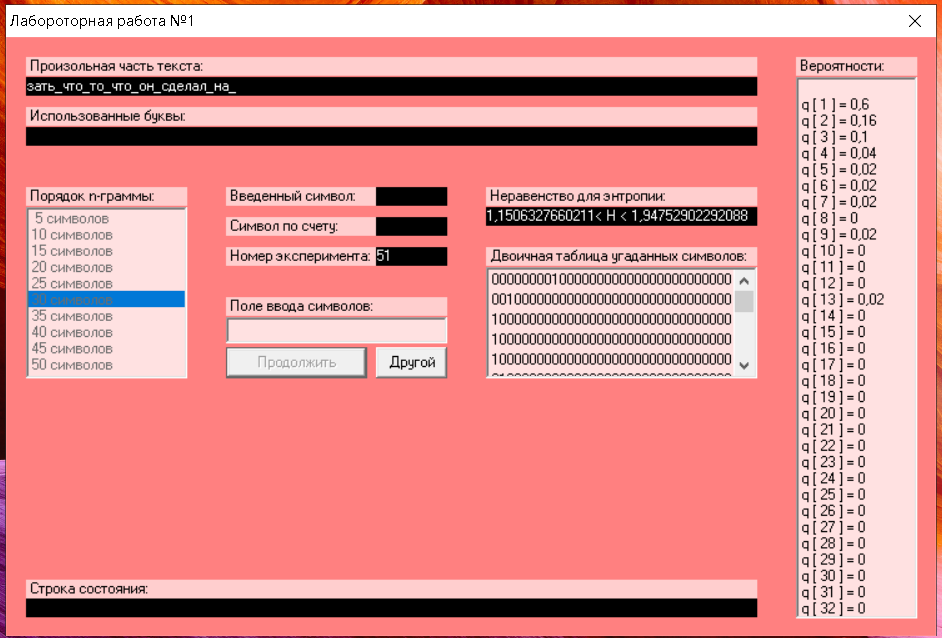 Лабороторная работа №1
Произольная часть текста:
зать_что_то_что_он_сделал_на_
Использованные буквы:
Порядок n-граммы:
5 символов
10 символов
15 символов
20 символов
25 символов
30 символов
35 символов
40 символов
45 символов
50 символов
Введенный символ:
Символ по счету:
Номер эксперимента: 51
Поле ввода символов:
Продолжить
Другой
Неравенство для энтропии:
1,1506327660211< H < 1,94752902292088
Двоичная таблица угаданных символов:
00000000100000000000000000000000
00100000000000000000000000000000
10000000000000000000000000000000
10000000000000000000000000000000
10000000000000000000000000000000
Вероятности:
q[ 1 ] = 0,6
q[ 2 ] = 0,16
q[ 3 ] = 0,1
q[ 4 ] = 0,04
q[ 5 ] = 0,02
q[ 6 ] = 0,02
q[ 7 ] = 0,02
q[ 8 ] = 0
q[ 9 ] = 0,02
q[ 10 ] = 0
q[ 11 ] = 0
q[ 12 ] = 0
q[ 13 ] = 0,02
q[ 14 ] = 0
q[ 15 ] = 0
q[ 16 ] = 0
q[ 17 ] = 0
q[ 18 ] = 0
q[ 19 ] = 0
q[ 20 ] = 0
q[ 21 ] = 0
q[ 22 ] = 0
q[ 23 ] = 0
q[ 24 ] = 0
q[ 25 ] = 0
q[ 26 ] = 0
q[ 27 ] = 0
q[ 28 ] = 0
q[ 29 ] = 0
q[ 30 ] = 0
q[ 31 ] = 0
q[ 32 ] = 0
Строка состояния: